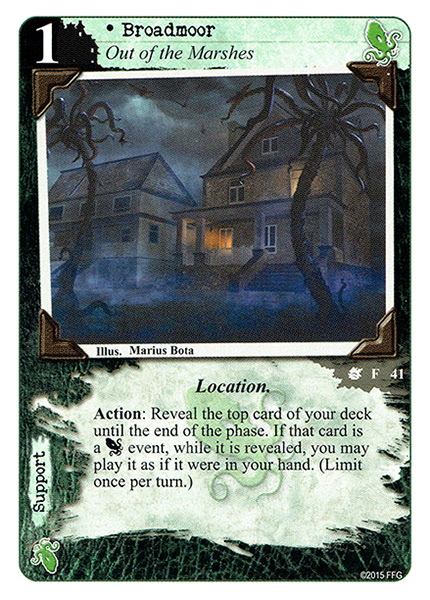 1
• Broadmoor
Out of the Marshes
Illus. Marius Bota
F 41
Location.
Action: Reveal the top card of your deck
until the end of the phase. If that card is
a event, while it is revealed, you may
play it as if it were in your hand. (Limit
once per turn.)
Support
©2015 FFG